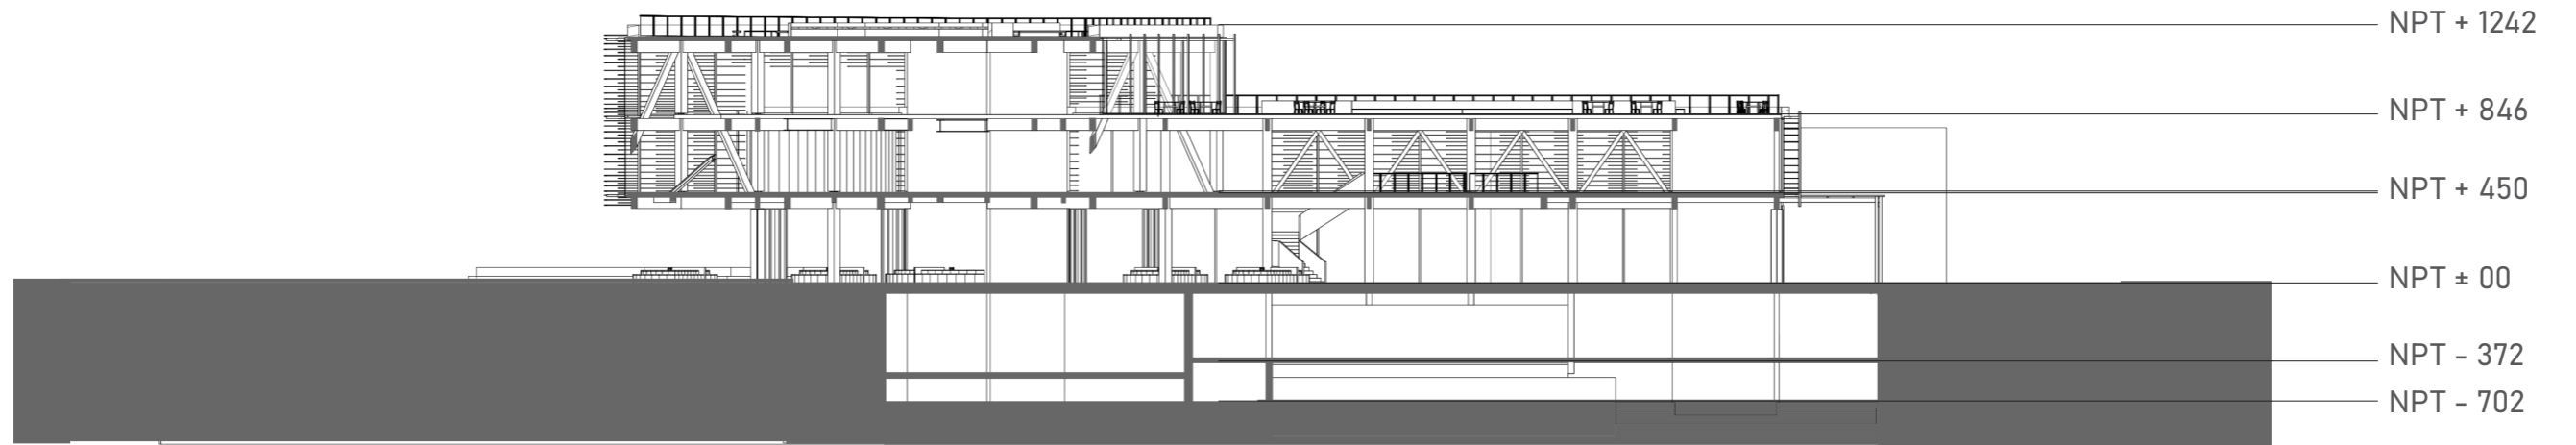 NPT + 1242
NPT + 846
NPT + 450
NPT ± 00
NPT - 372
NPT - 702